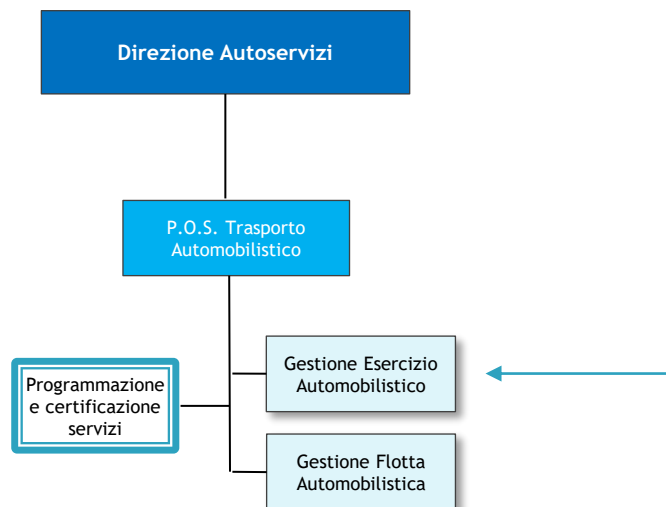 Direzione Autoservizi
P.O.S. Trasporto
Automobilistico
Gestione Esercizio
Automobilistico
Programmazione
e certificazione
servizi
Gestione Flotta
Automobilistica